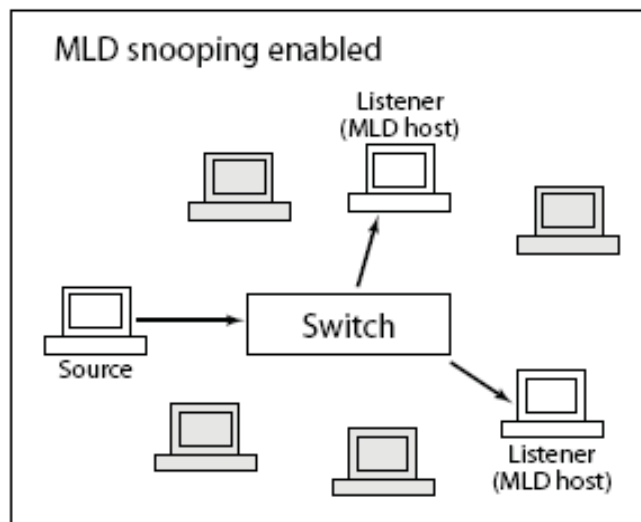 MLD snooping enabled
Listener
(MLD host)
Switch
Source
Listener
(MLD host)